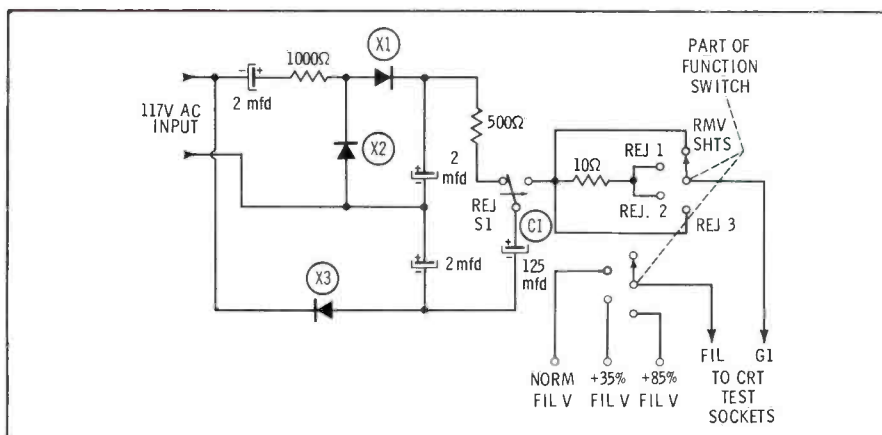 X1
1000Ω
2 mfd
117V AC
INPUT
X2
2
mfd
500Ω
REJ
S1
C1
2 mfd
125
mfd
X3
PART OF
FUNCTION
SWITCH
RMV
SHTS
REJ 1
10Ω
REJ. 2
REJ 3
NORM
FIL V
+35%
FIL V
+85%
FIL V
FIL
G1
TO CRT
TEST
SOCKETS